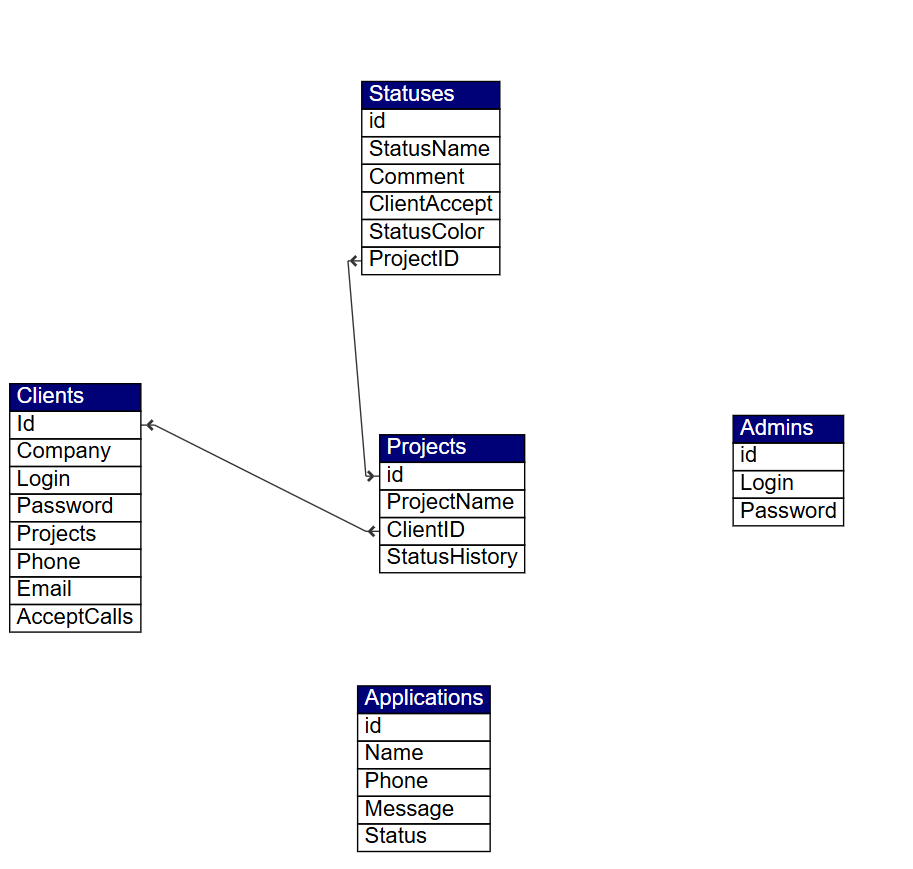 Statuses
id
StatusName
Comment
ClientAccept
StatusColor
ProjectID
Clients
Id
Company
Login
Password
Projects
Phone
Email
AcceptCalls
Projects
id
ProjectName
ClientID
StatusHistory
Admins
id
Login
Password
Applications
id
Name
Phone
Message
Status